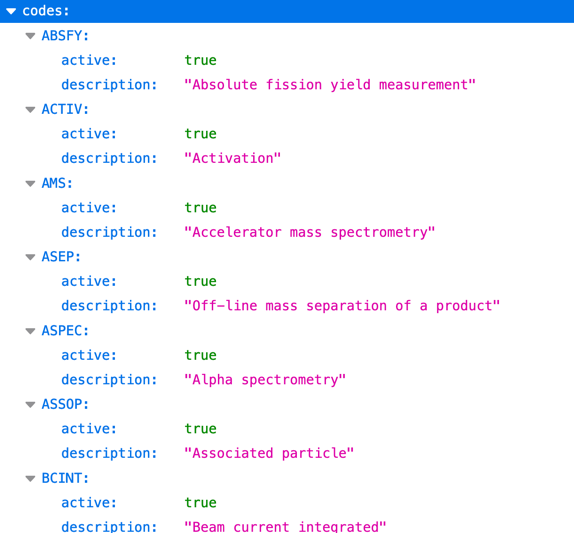 codes:
ABSFY:
active: true
description: "Absolute fission yield measurement"
ACTIV:
active: true
description: "Activation"
AMS:
active: true
description: "Accelerator mass spectrometry"
ASEP:
active: true
description: "Off-line mass separation of a product"
ASPEC:
active: true
description: "Alpha spectrometry"
ASSOP:
active: true
description: "Associated particle"
BCINT:
active: true
description: "Beam current integrated"